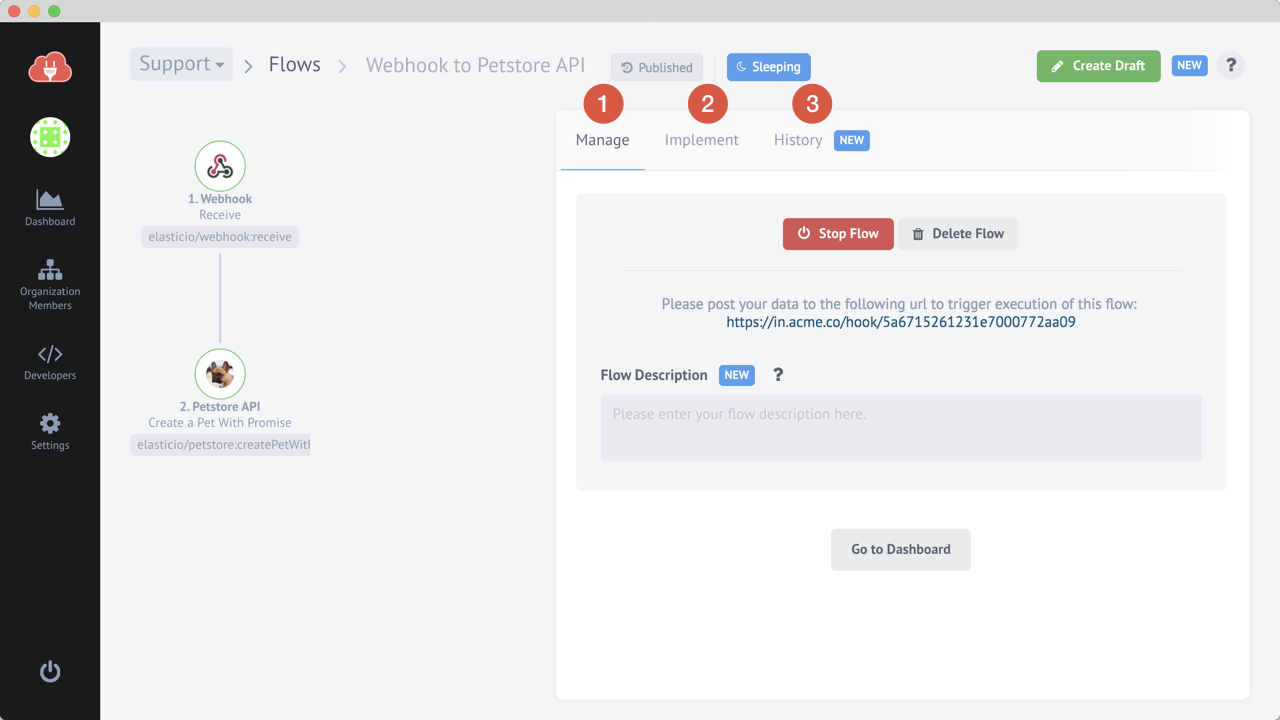 Support
Flows
Webhook to Petstore API
Published
Sleeping
Create Draft
NEW
?
1
2
3
Manage
Implement
History
NEW
Dashboard
Organization
Members
Developers
Settings
1. Webhook
Receive
elasticio/webhook:receive
2. Petstore API
Create a Pet With Promise
elasticio/petstore:createPetWith
Stop Flow
Delete Flow
Please post your data to the following url to trigger execution of this flow:
https://in.acme.co/hook/5a6715261231e7000772aa09
Flow Description
NEW
?
Please enter your flow description here.
Go to Dashboard